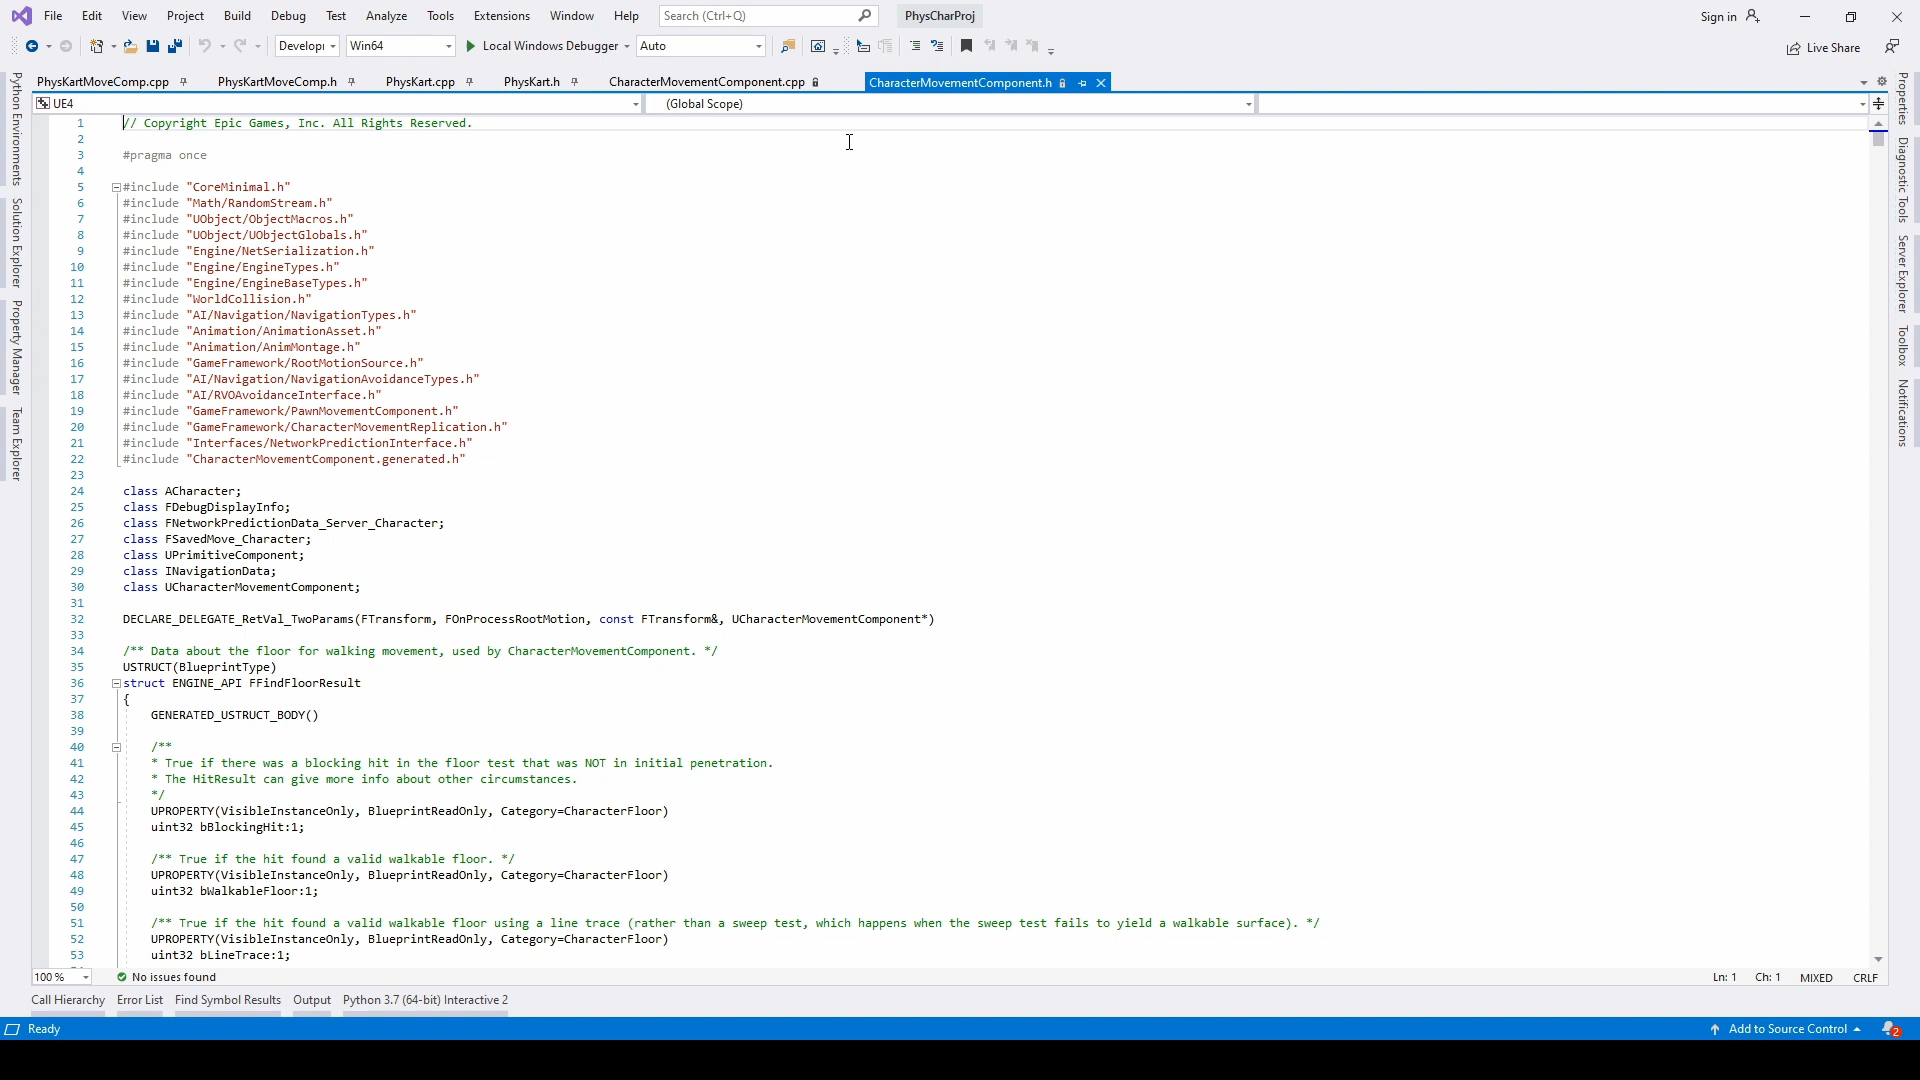 File Edit View Project Build Debug Test Analyze Tools Extensions Window Help Search (Ctrl+Q) PhysCharProj Sign in
Develop Win64 Local Windows Debugger Auto Live Share
PhysKartMoveComp.cpp PhysKartMoveComp.h PhysKart.cpp PhysKart.h CharacterMovementComponent.cpp CharacterMovementComponent.h
UE4 (Global Scope)
Python Environments
Solution Explorer
Property Manager
Team Explorer
1 // Copyright Epic Games, Inc. All Rights Reserved.
2
3 #pragma once
4
5 #include "CoreMinimal.h"
6 #include "Math/RandomStream.h"
7 #include "UObject/ObjectMacros.h"
8 #include "UObject/UObjectGlobals.h"
9 #include "Engine/NetSerialization.h"
10 #include "Engine/EngineTypes.h"
11 #include "Engine/EngineBaseTypes.h"
12 #include "WorldCollision.h"
13 #include "AI/Navigation/NavigationTypes.h"
14 #include "Animation/AnimationAsset.h"
15 #include "Animation/AnimMontage.h"
16 #include "GameFramework/RootMotionSource.h"
17 #include "AI/Navigation/NavigationAvoidanceTypes.h"
18 #include "AI/RVOAvoidanceInterface.h"
19 #include "GameFramework/PawnMovementComponent.h"
20 #include "GameFramework/CharacterMovementReplication.h"
21 #include "Interfaces/NetworkPredictionInterface.h"
22 #include "CharacterMovementComponent.generated.h"
23
24 class ACharacter;
25 class FDebugDisplayInfo;
26 class FNetworkPredictionData_Server_Character;
27 class FSavedMove_Character;
28 class UPrimitiveComponent;
29 class INavigationData;
30 class UCharacterMovementComponent;
31
32 DECLARE_DELEGATE_RetVal_TwoParams(FTransform, FOnProcessRootMotion, const FTransform&, UCharacterMovementComponent*)
33
34 /** Data about the floor for walking movement, used by CharacterMovementComponent. */
35 USTRUCT(BlueprintType)
36 struct ENGINE_API FFindFloorResult
37 {
38 GENERATED_USTRUCT_BODY()
39
40 /**
41 * True if there was a blocking hit in the floor test that was NOT in initial penetration.
42 * The HitResult can give more info about other circumstances.
43 */
44 UPROPERTY(VisibleInstanceOnly, BlueprintReadOnly, Category=CharacterFloor)
45 uint32 bBlockingHit:1;
46
47 /** True if the hit found a valid walkable floor. */
48 UPROPERTY(VisibleInstanceOnly, BlueprintReadOnly, Category=CharacterFloor)
49 uint32 bWalkableFloor:1;
50
51 /** True if the hit found a valid walkable floor using a line trace (rather than a sweep test, which happens when the sweep test fails to yield a walkable surface). */
52 UPROPERTY(VisibleInstanceOnly, BlueprintReadOnly, Category=CharacterFloor)
53 uint32 bLineTrace:1;
Properties
Diagnostic Tools
Server Explorer
Toolbox
Notifications
100 % No issues found Ln: 1 Ch: 1 MIXED CRLF
Call Hierarchy Error List Find Symbol Results Output Python 3.7 (64-bit) Interactive 2
Ready Add to Source Control 2